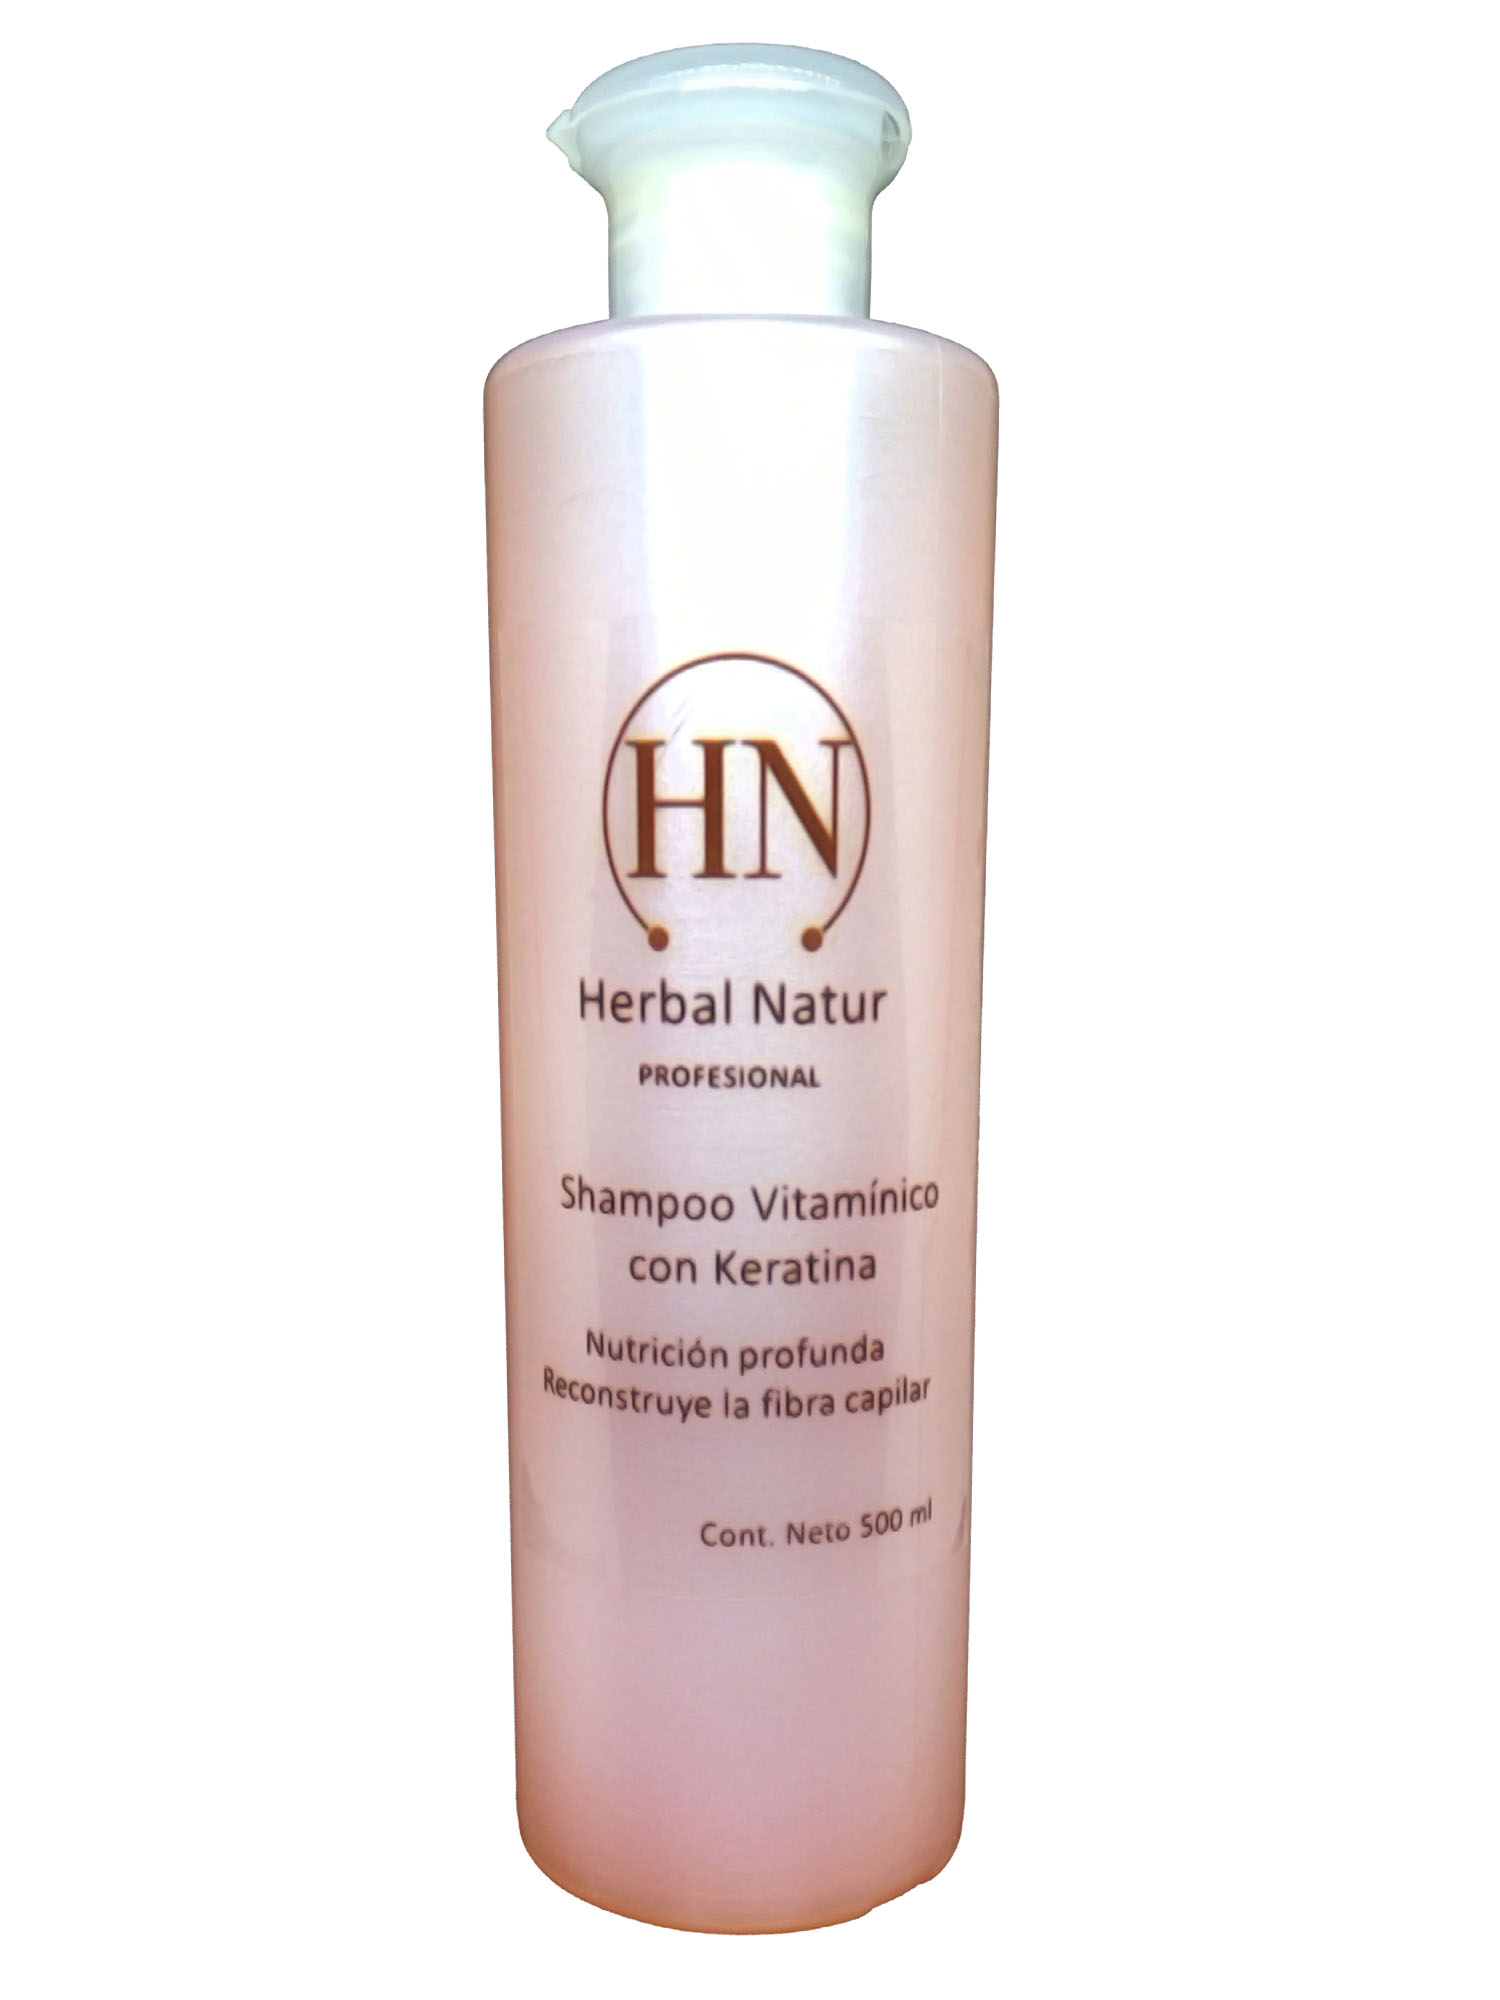 HN
Herbal Natur
PROFESIONAL
Shampoo Vitamínico
con Keratina
Nutrición profunda
Reconstruye la fibra capilar
Cont. Neto 500 ml